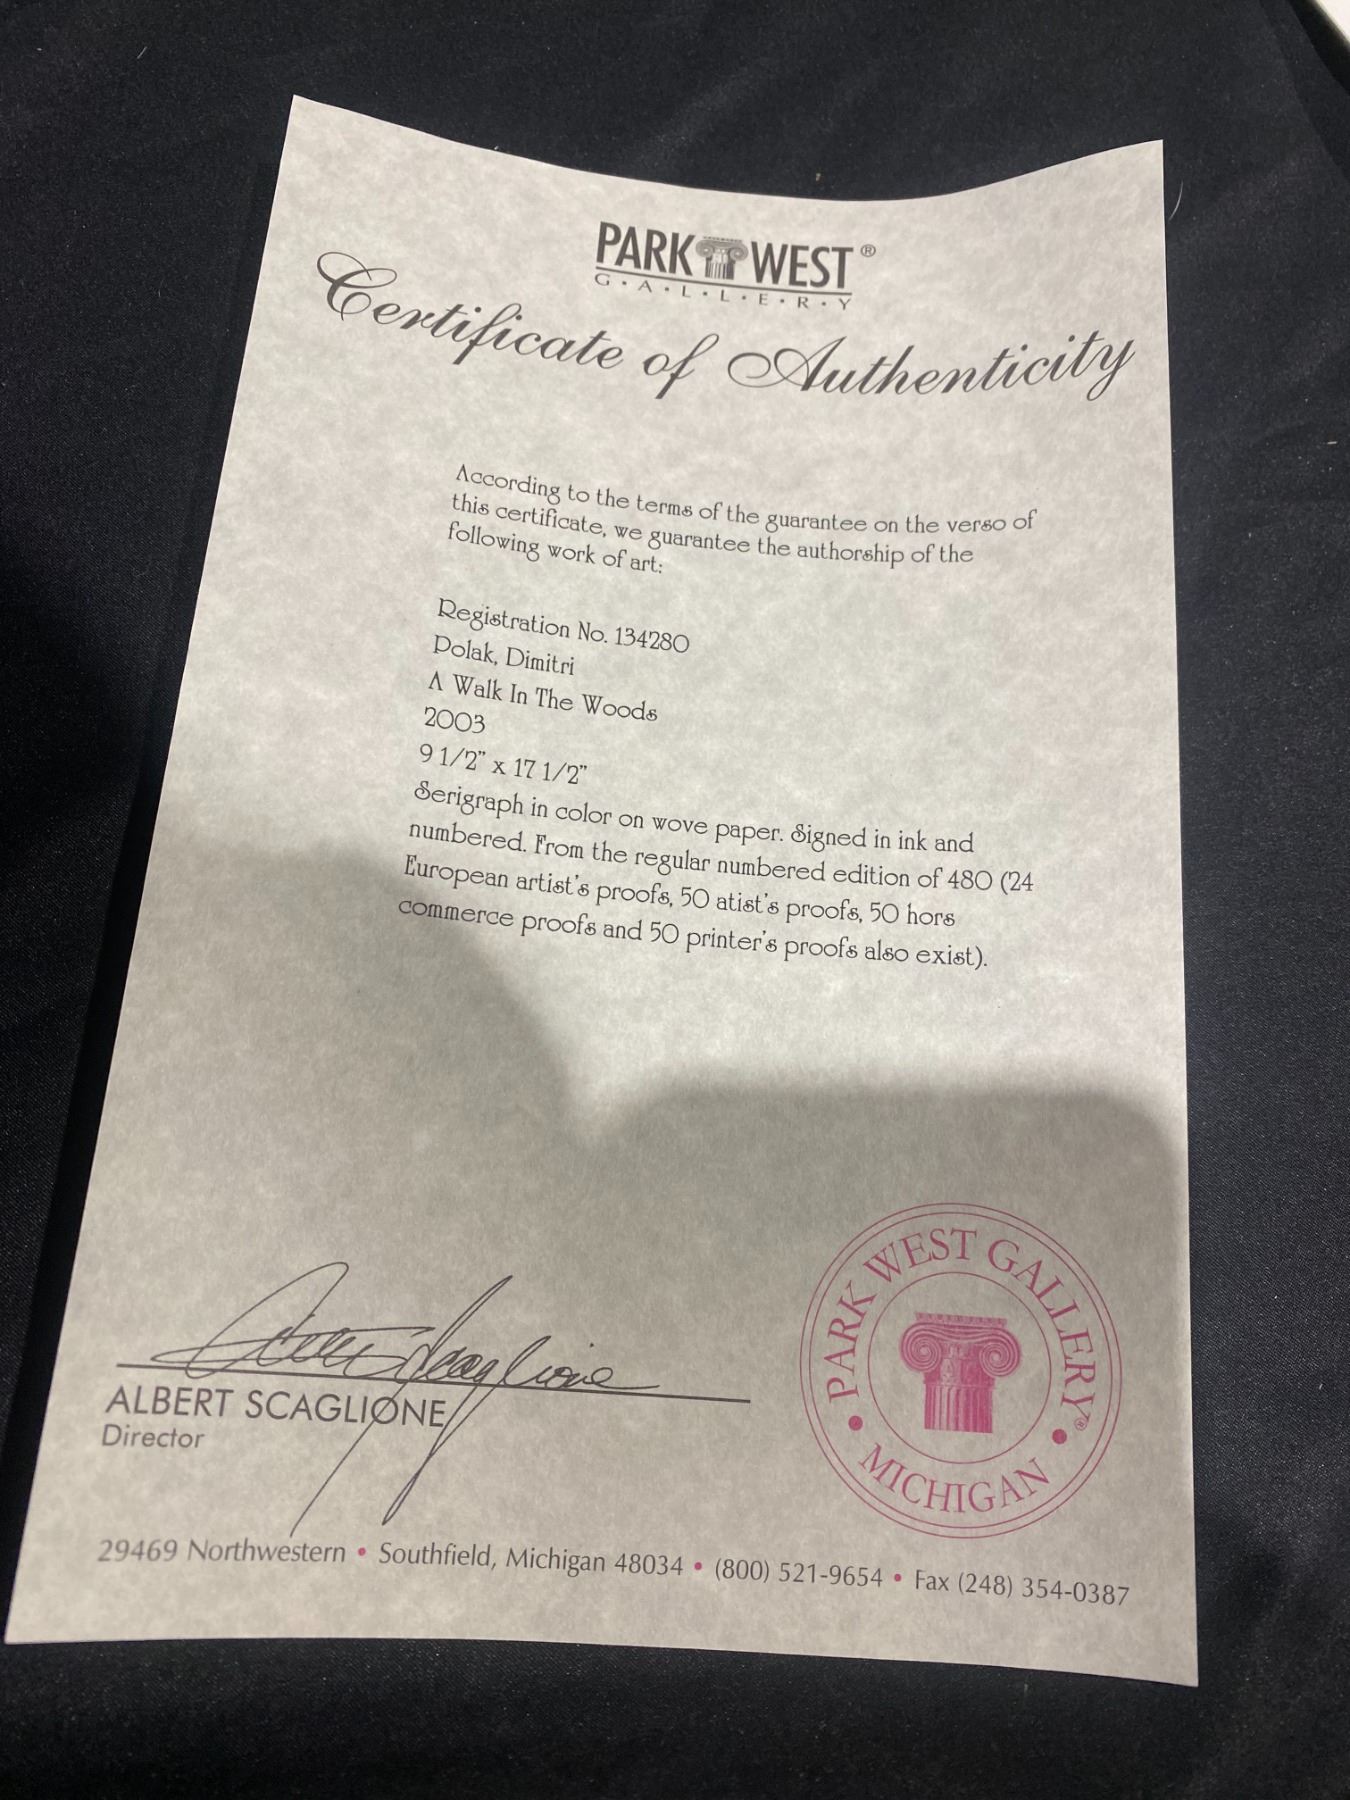 PARK WEST ®
G·A·L·L·E·R·Y
Certificate of Authenticity
According to the terms of the guarantee on the verso of
this certificate, we guarantee the authorship of the
following work of art:
Registration No. 134280
Polak, Dimitri
A Walk In The Woods
2003
9 1/2" x 17 1/2"
Serigraph in color on wove paper. Signed in ink and
numbered. From the regular numbered edition of 480 (24
European artist's proofs, 50 atist's proofs, 50 hors
commerce proofs and 50 printer's proofs also exist).
ALBERT SCAGLIONE
Director
PARK WEST GALLERY®
• MICHIGAN •
29469 Northwestern • Southfield, Michigan 48034 • (800) 521-9654 • Fax (248) 354-0387